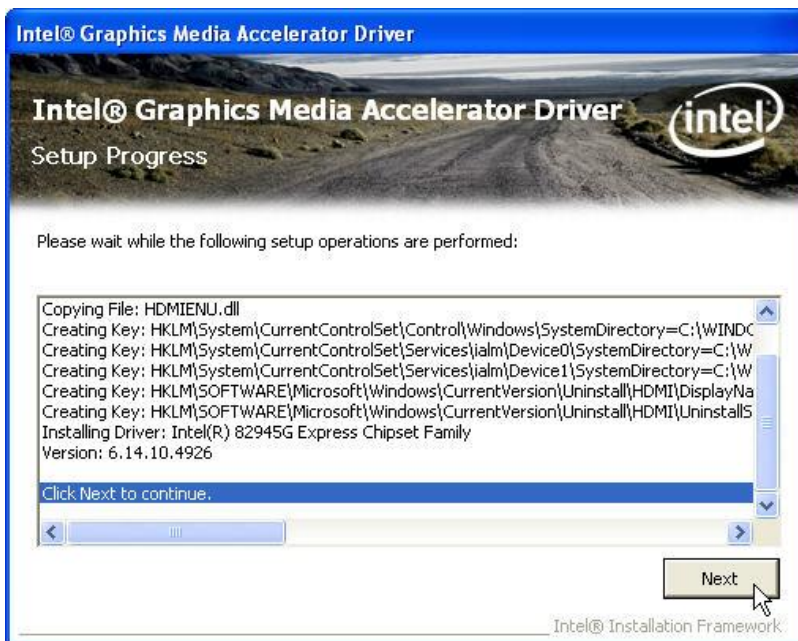 Intel® Graphics Media Accelerator Driver
Intel® Graphics Media Accelerator Driver
intel
Setup Progress
Please wait while the following setup operations are performed:
Copying File: HDMIENU.dll
Creating Key: HKLM\System\CurrentControlSet\Control\Windows\SystemDirectory=C:\WINDO
Creating Key: HKLM\System\CurrentControlSet\Services\ialm\Device0\SystemDirectory=C:\W
Creating Key: HKLM\System\CurrentControlSet\Services\ialm\Device1\SystemDirectory=C:\W
Creating Key: HKLM\SOFTWARE\Microsoft\Windows\CurrentVersion\Uninstall\HDMI\DisplayNa
Creating Key: HKLM\SOFTWARE\Microsoft\Windows\CurrentVersion\Uninstall\HDMI\UninstallS
Installing Driver: Intel(R) 82945G Express Chipset Family
Version: 6.14.10.4926
Click Next to continue.
Next
Intel® Installation Framework